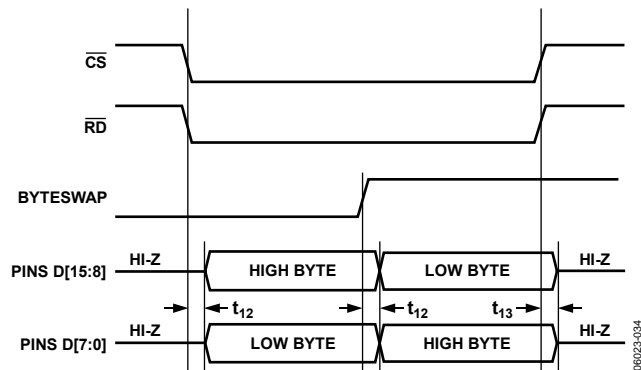 CS
RD
BYTESWAP
PINS D[15:8] HI-Z HIGH BYTE LOW BYTE HI-Z
t12 t12 t13
PINS D[7:0] HI-Z LOW BYTE HIGH BYTE HI-Z
06023-034